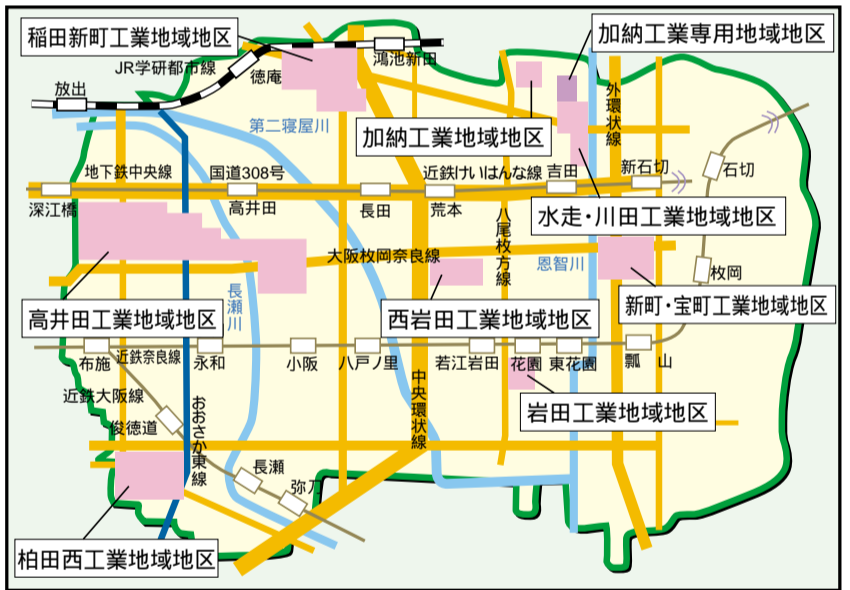 稲田新町工業地域地区
加納工業専用地域地区
JR学研都市線
徳庵
鴻池新田
放出
外環状線
第二寝屋川
加納工業地域地区
地下鉄中央線
国道308号
近鉄けいはんな線
吉田
新石切
石切
深江橋
高井田
長田
荒本
八尾枚方線
水走・川田工業地域地区
大阪枚岡奈良線
恩智川
枚岡
長瀬川
高井田工業地域地区
西岩田工業地域地区
新町・宝町工業地域地区
布施
近鉄奈良線
永和
小阪
八戸ノ里
若江岩田
花園
東花園
瓢
山
近鉄大阪線
俊徳道
おおさか東線
中央環状線
岩田工業地域地区
長瀬
弥刀
柏田西工業地域地区